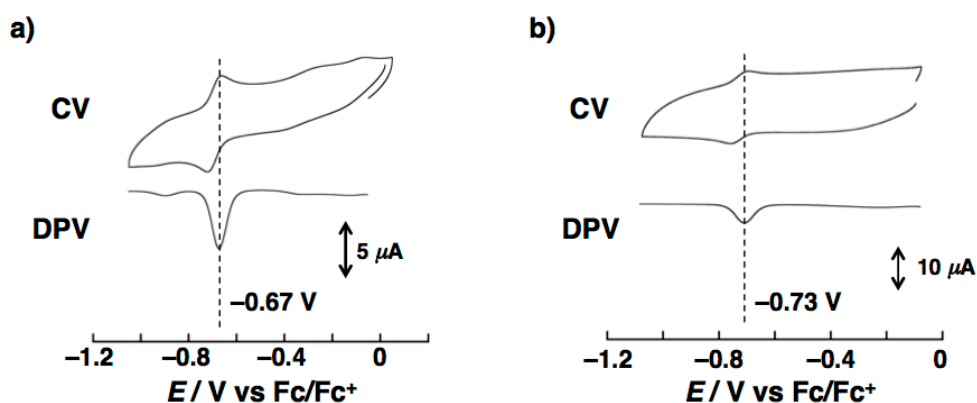 a)
CV
DPV
5 μA
–0.67 V
–1.2 –0.8 –0.4 0
E / V vs Fc/Fc⁺
b)
CV
DPV
10 μA
–0.73 V
–1.2 –0.8 –0.4 0
E / V vs Fc/Fc⁺